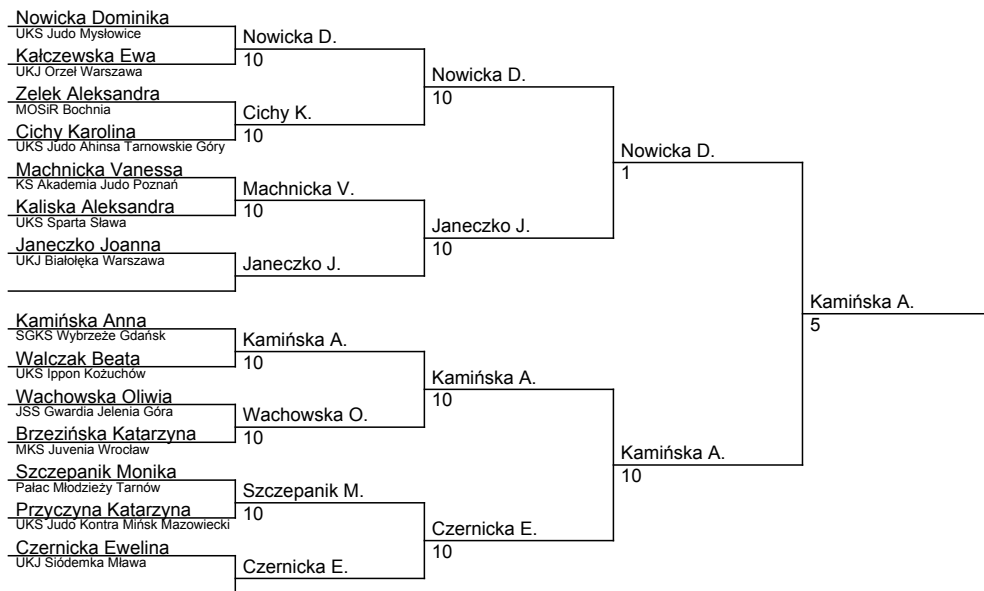 Nowicka Dominika
UKS Judo Mysłowice
Kałczewska Ewa
UKJ Orzeł Warszawa
Zelek Aleksandra
MOSiR Bochnia
Cichy Karolina
UKS Judo Ahinsa Tarnowskie Góry
Machnicka Vanessa
KS Akademia Judo Poznań
Kaliska Aleksandra
UKS Sparta Sława
Janeczko Joanna
UKJ Białołęka Warszawa
Kamińska Anna
SGKS Wybrzeże Gdańsk
Walczak Beata
UKS Ippon Kożuchów
Wachowska Oliwia
JSS Gwardia Jelenia Góra
Brzezińska Katarzyna
MKS Juvenia Wrocław
Szczepanik Monika
Pałac Młodzieży Tarnów
Przyczyna Katarzyna
UKS Judo Kontra Mińsk Mazowiecki
Czernicka Ewelina
UKJ Siódemka Mława
Nowicka D.
10
Cichy K.
10
Machnicka V.
10
Janeczko J.
Kamińska A.
10
Wachowska O.
10
Szczepanik M.
10
Czernicka E.
Nowicka D.
10
Janeczko J.
10
Kamińska A.
10
Czernicka E.
10
Nowicka D.
1
Kamińska A.
10
Kamińska A.
5